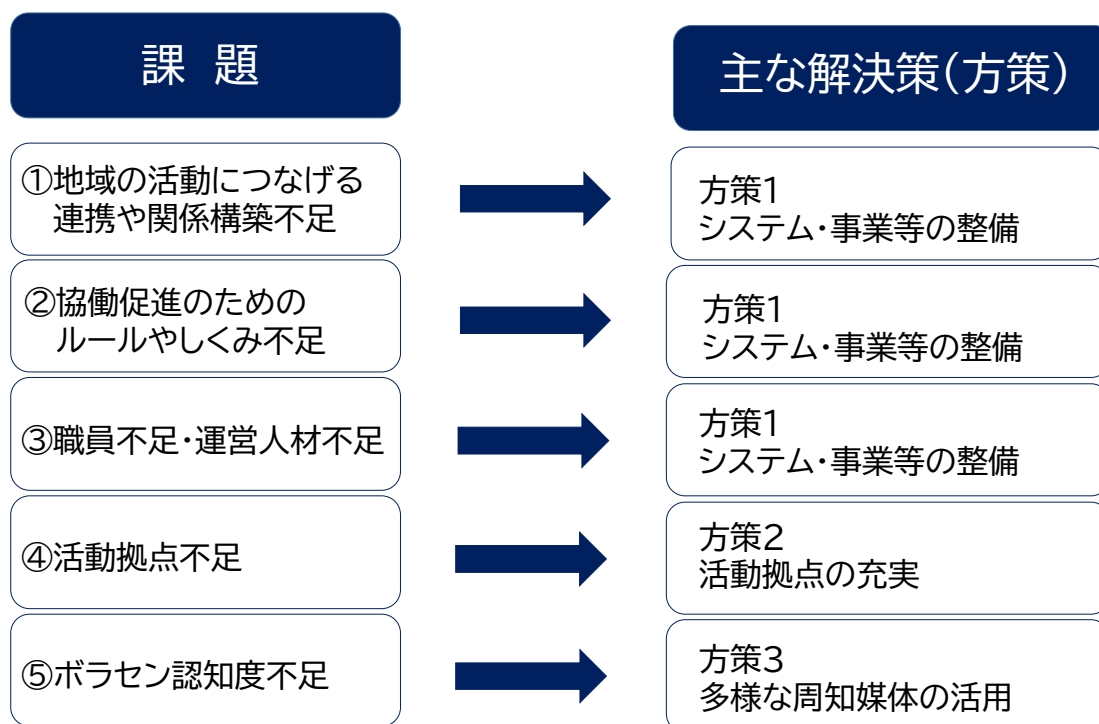 課 題
主な解決策(方策)
①地域の活動につなげる
連携や関係構築不足
方策1
システム・事業等の整備
②協働促進のための
ルールやしくみ不足
方策1
システム・事業等の整備
③職員不足・運営人材不足
方策1
システム・事業等の整備
④活動拠点不足
方策2
活動拠点の充実
⑤ボラセン認知度不足
方策3
多様な周知媒体の活用